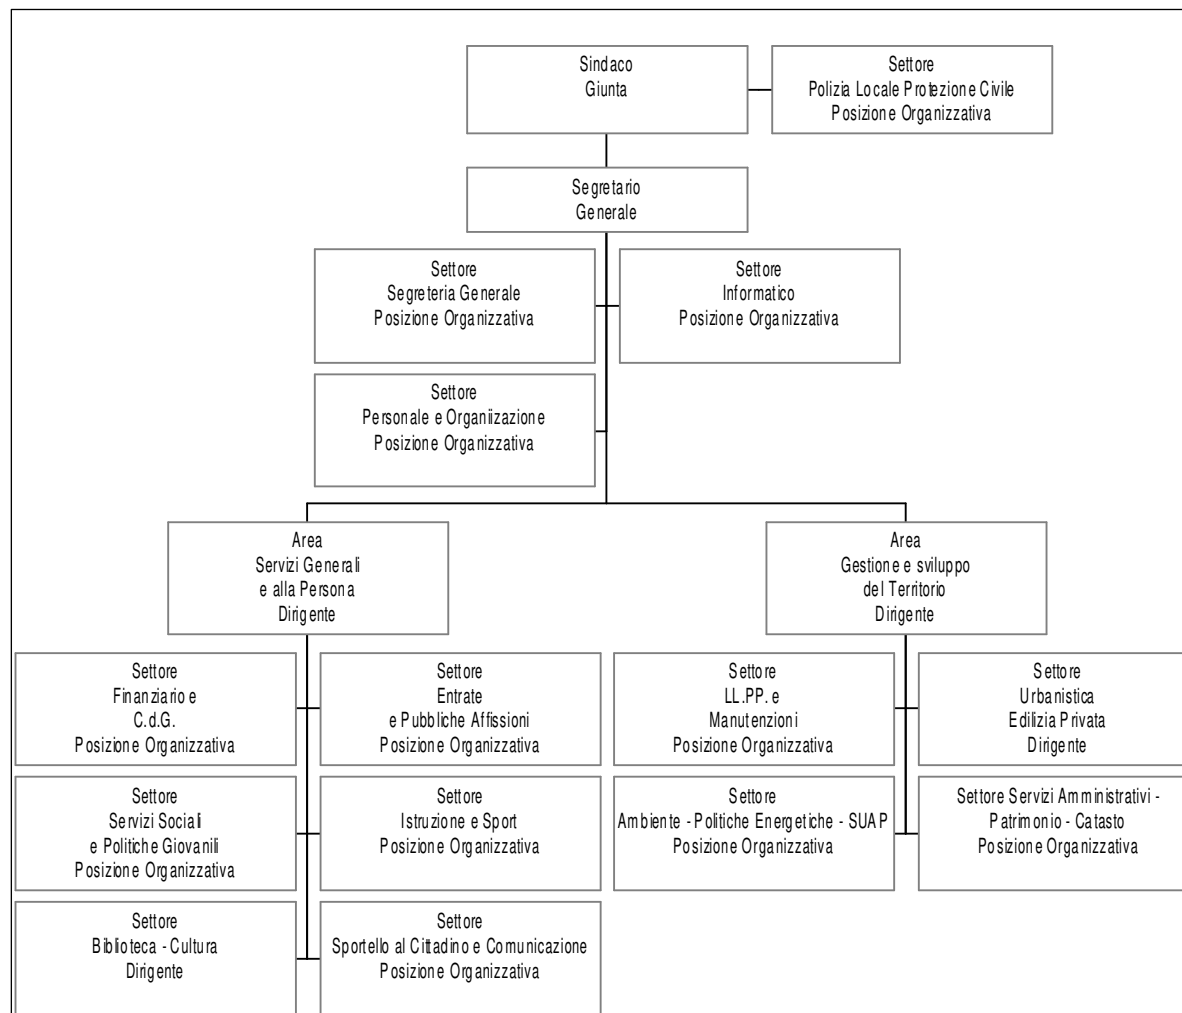 Sindaco
Giunta
Settore
Polizia Locale Protezione Civile
Posizione Organizzativa
Segretario
Generale
Settore
Segreteria Generale
Posizione Organizzativa
Settore
Informatico
Posizione Organizzativa
Settore
Personale e Organiizazione
Posizione Organizzativa
Area
Servizi Generali
e alla Persona
Dirigente
Area
Gestione e sviluppo
del Territorio
Dirigente
Settore
Finanziario e
C.d.G.
Posizione Organizzativa
Settore
Entrate
e Pubbliche Affissioni
Posizione Organizzativa
Settore
LL.PP. e
Manutenzioni
Posizione Organizzativa
Settore
Urbanistica
Edilizia Privata
Dirigente
Settore
Servizi Sociali
e Politiche Giovanili
Posizione Organizzativa
Settore
Istruzione e Sport
Posizione Organizzativa
Settore
Ambiente - Politiche Energetiche - SUAP
Posizione Organizzativa
Settore Servizi Amministrativi -
Patrimonio - Catasto
Posizione Organizzativa
Settore
Biblioteca - Cultura
Dirigente
Settore
Sportello al Cittadino e Comunicazione
Posizione Organizzativa